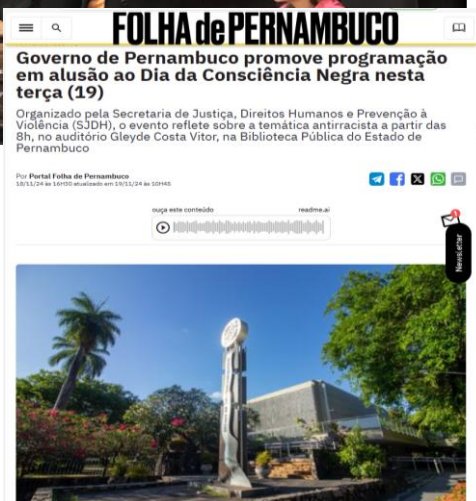 FOLHA de PERNAMBUCO
Governo de Pernambuco promove programação
em alusão ao Dia da Consciência Negra nesta
terça (19)
Organizado pela Secretaria de Justiça, Direitos Humanos e Prevenção à
Violência (SJDH), o evento reflete sobre a temática antirracista a partir das
8h, no auditório Gleyde Costa Vitor, na Biblioteca Pública do Estado de
Pernambuco
Por Portal Folha de Pernambuco
18/11/24 às 16H50 atualizado em 19/11/24 às 10H45
ouça este conteúdo readme.ai
Newsletter